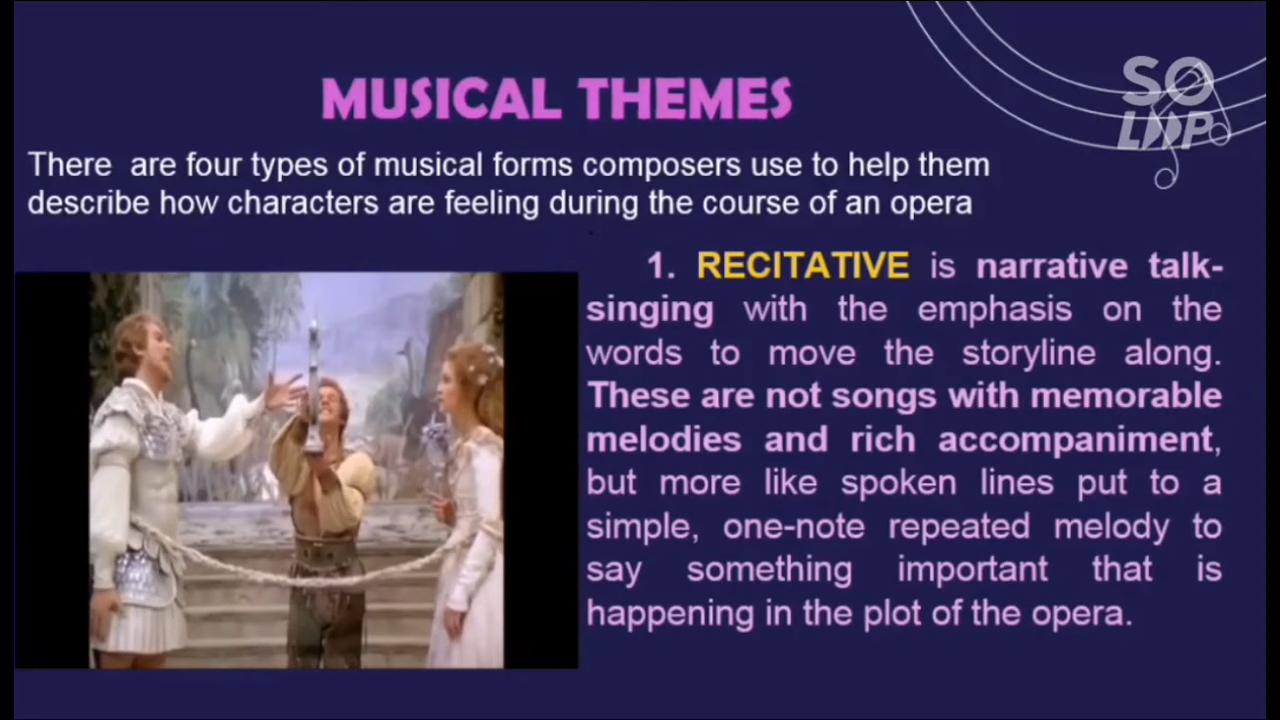 SO
LOOP
MUSICAL THEMES
There are four types of musical forms composers use to help them
describe how characters are feeling during the course of an opera
1. RECITATIVE is narrative talk-
singing with the emphasis on the
words to move the storyline along.
These are not songs with memorable
melodies and rich accompaniment,
but more like spoken lines put to a
simple, one-note repeated melody to
say something important that is
happening in the plot of the opera.